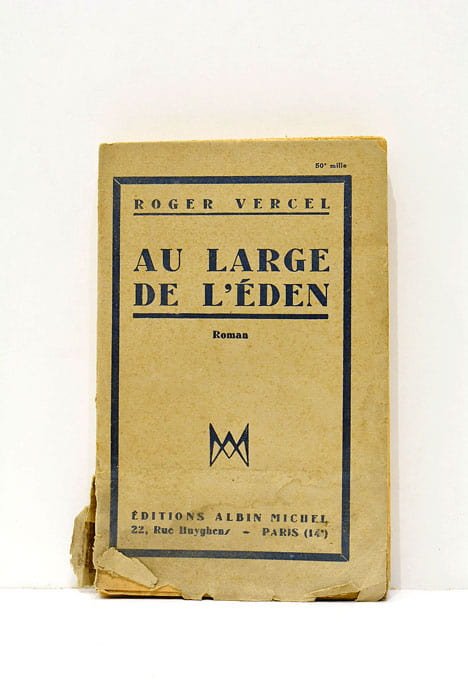 50e mille
ROGER VERCEL
AU LARGE
DE L'ÉDEN
Roman
ÉDITIONS ALBIN MICHEL
22, Rue Huyghens – PARIS (14e)